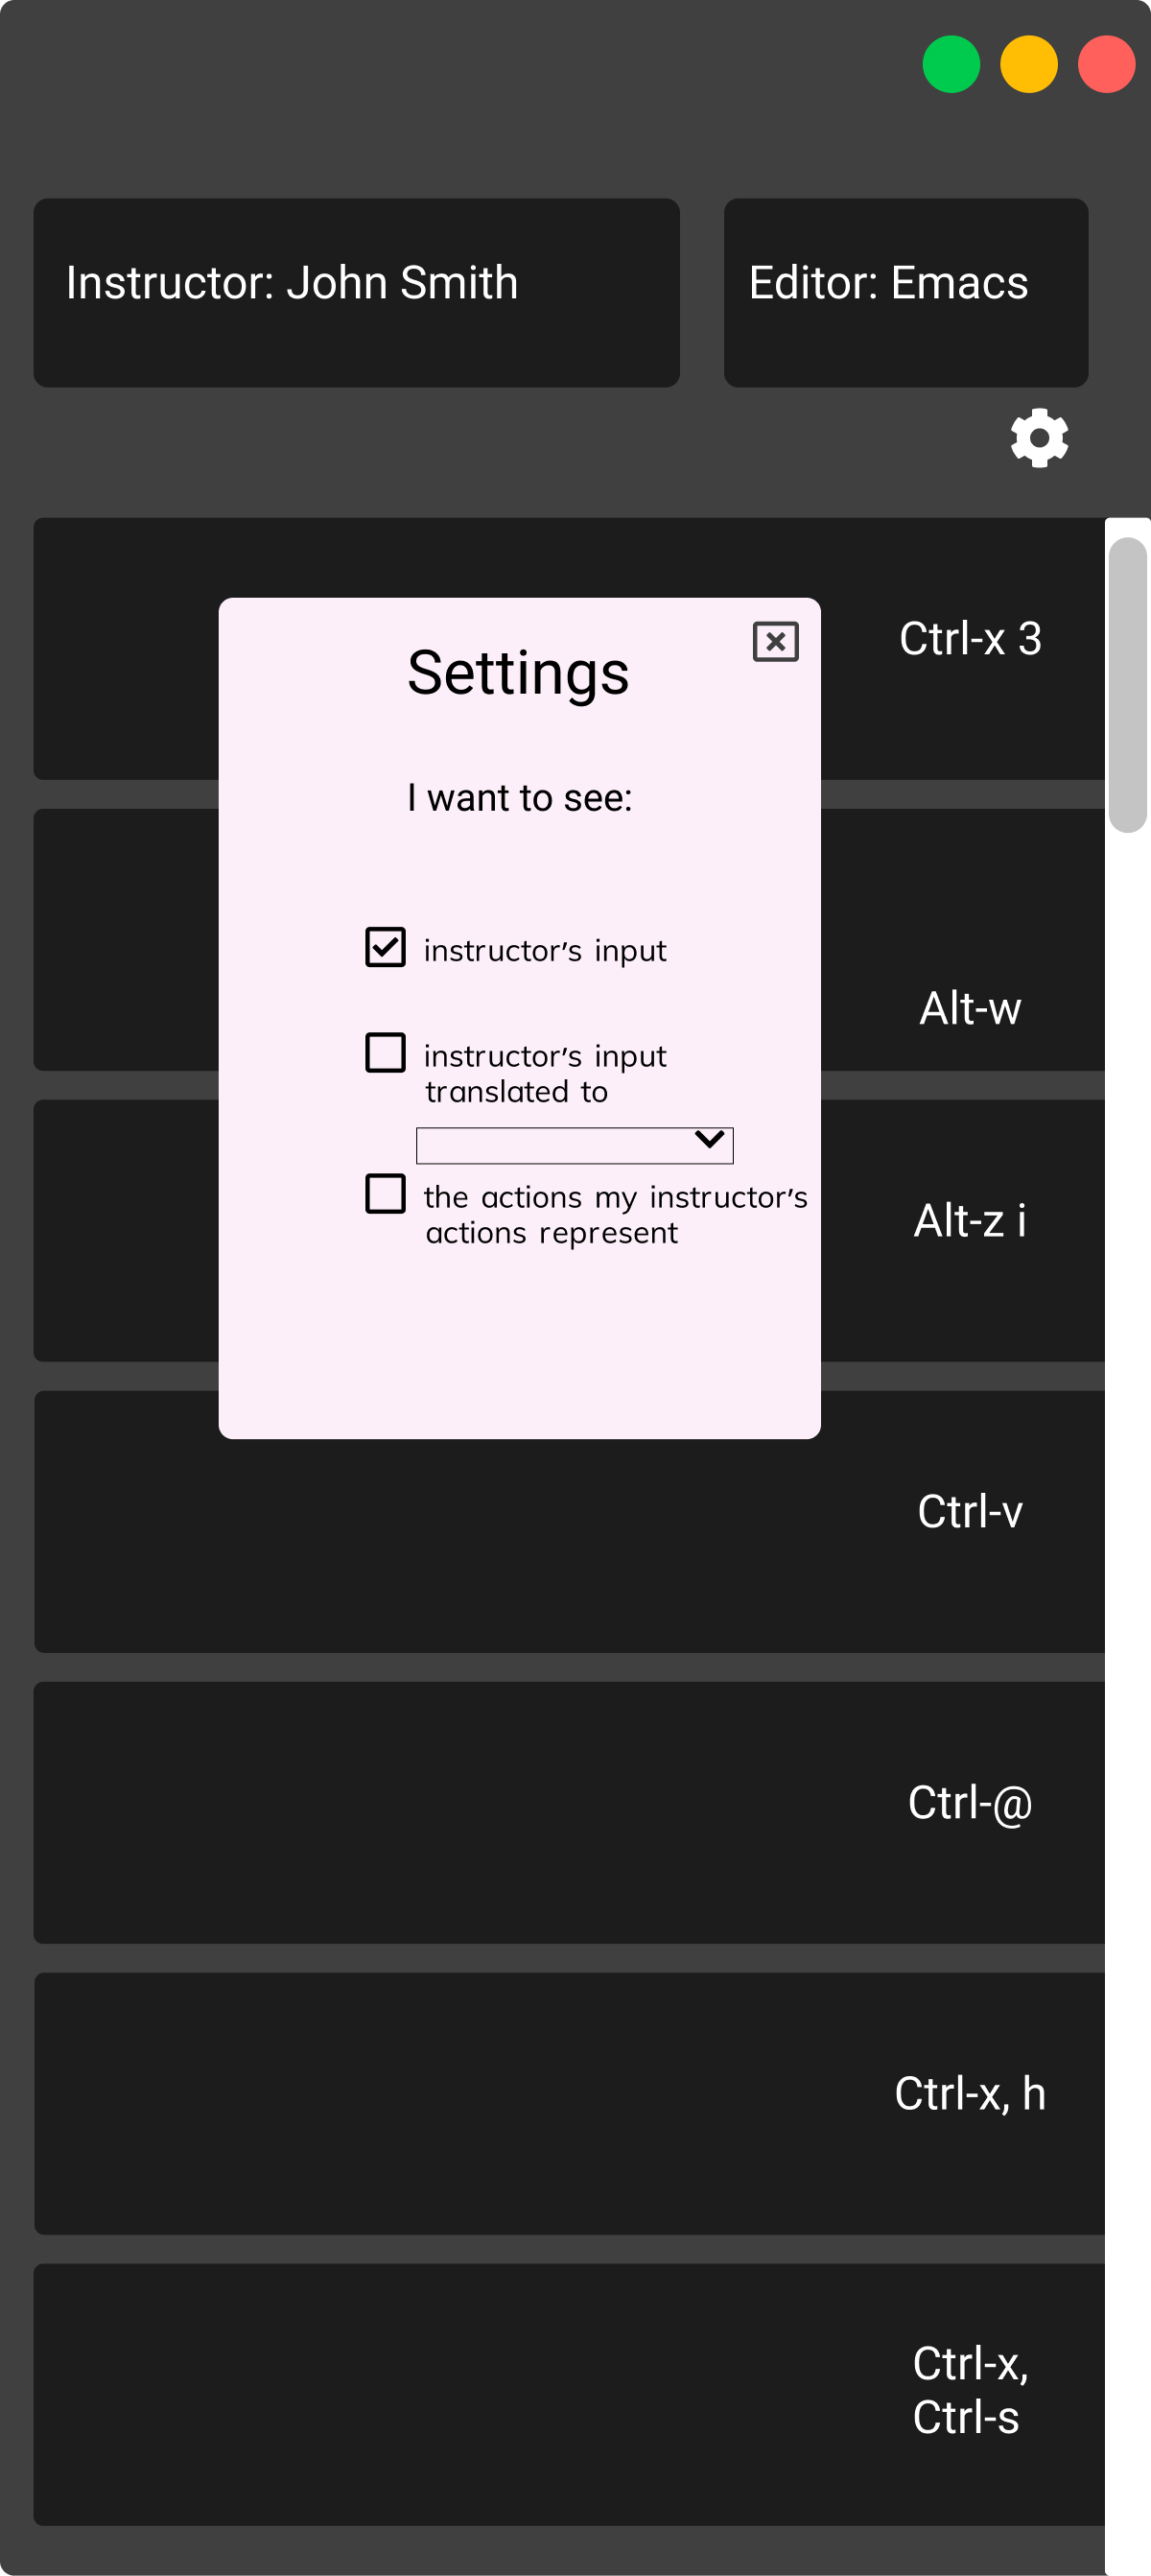 Instructor: John Smith
Editor: Emacs
Ctrl-x 3
Settings
I want to see:
instructor's input
Alt-w
instructor's input
translated to
the actions my instructor's
actions represent
Alt-z i
Ctrl-v
Ctrl-@
Ctrl-x, h
Ctrl-x,
Ctrl-s